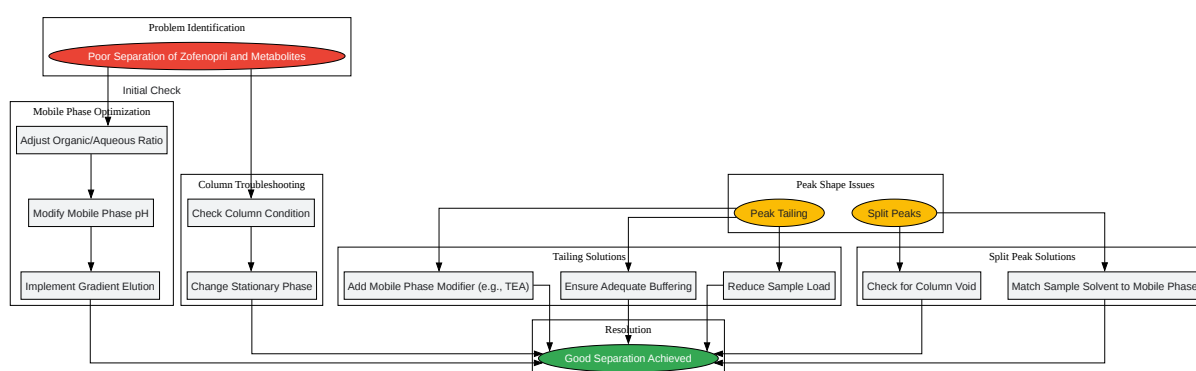 Problem Identification
Poor Separation of Zofenopril and Metabolites
Initial Check
Mobile Phase Optimization
Adjust Organic/Aqueous Ratio
Modify Mobile Phase pH
Implement Gradient Elution
Column Troubleshooting
Check Column Condition
Change Stationary Phase
Peak Shape Issues
Peak Tailing
Split Peaks
Tailing Solutions
Add Mobile Phase Modifier (e.g., TEA)
Ensure Adequate Buffering
Reduce Sample Load
Split Peak Solutions
Check for Column Void
Match Sample Solvent to Mobile Phase
Resolution
Good Separation Achieved